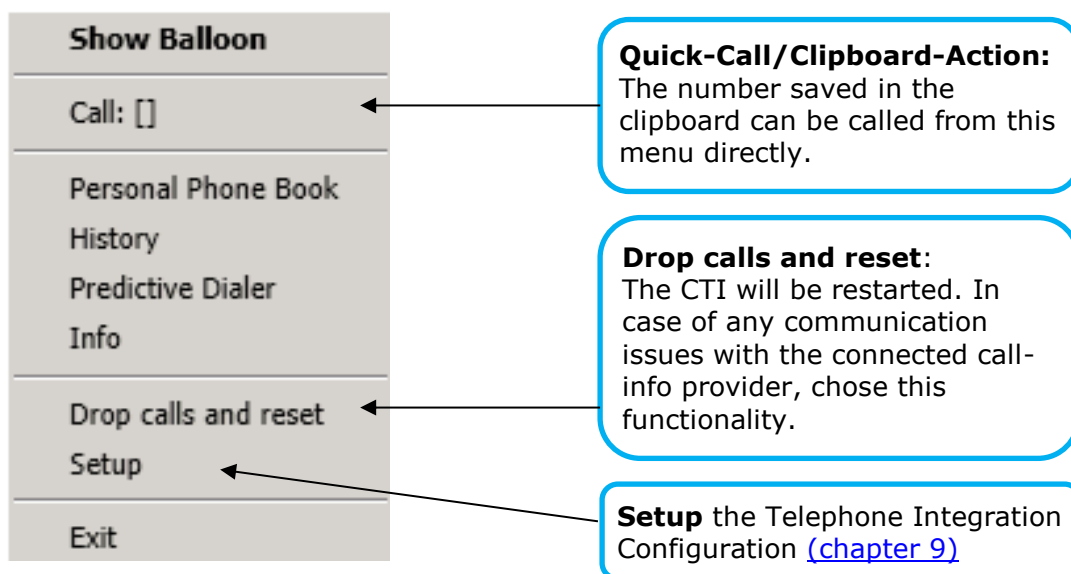 Show Balloon
Call: []
Personal Phone Book
History
Predictive Dialer
Info
Drop calls and reset
Setup
Exit
Quick-Call/Clipboard-Action:
The number saved in the
clipboard can be called from this
menu directly.
Drop calls and reset:
The CTI will be restarted. In
case of any communication
issues with the connected call-
info provider, chose this
functionality.
Setup the Telephone Integration
Configuration (chapter 9)